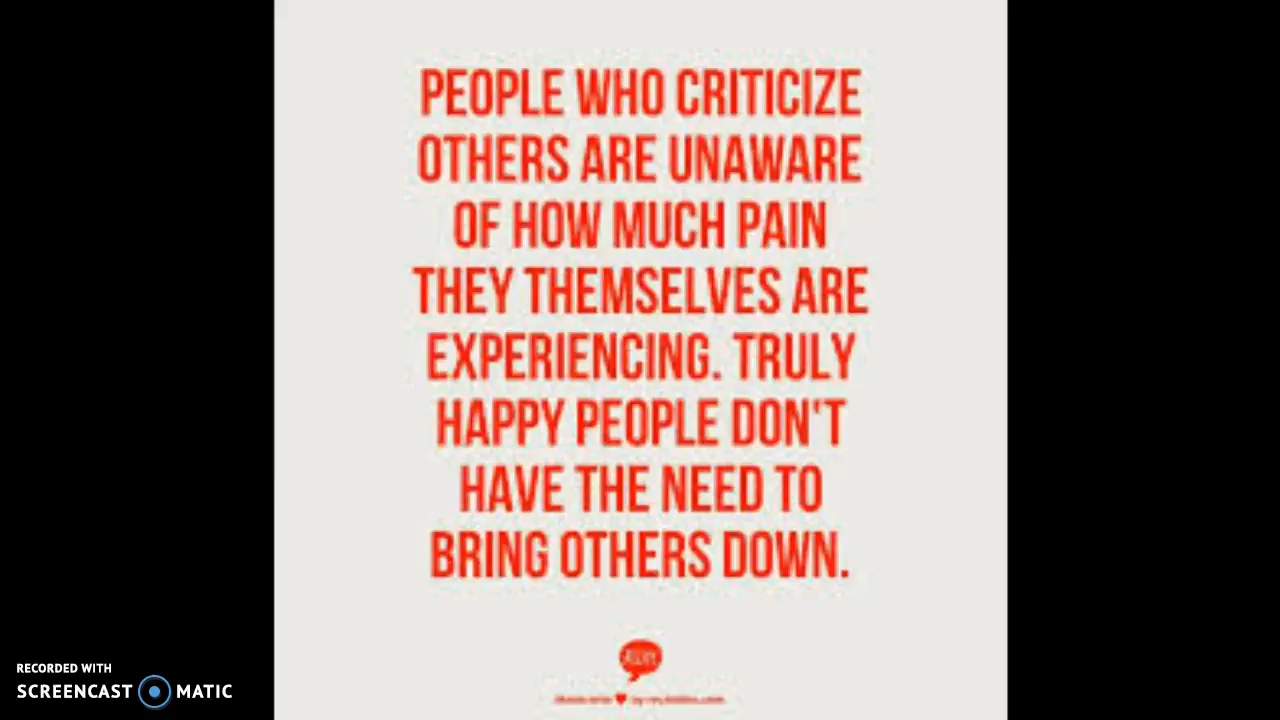 PEOPLE WHO CRITICIZE
OTHERS ARE UNAWARE
OF HOW MUCH PAIN
THEY THEMSELVES ARE
EXPERIENCING. TRULY
HAPPY PEOPLE DON'T
HAVE THE NEED TO
BRING OTHERS DOWN.
RECORDED WITH
SCREENCAST MATIC